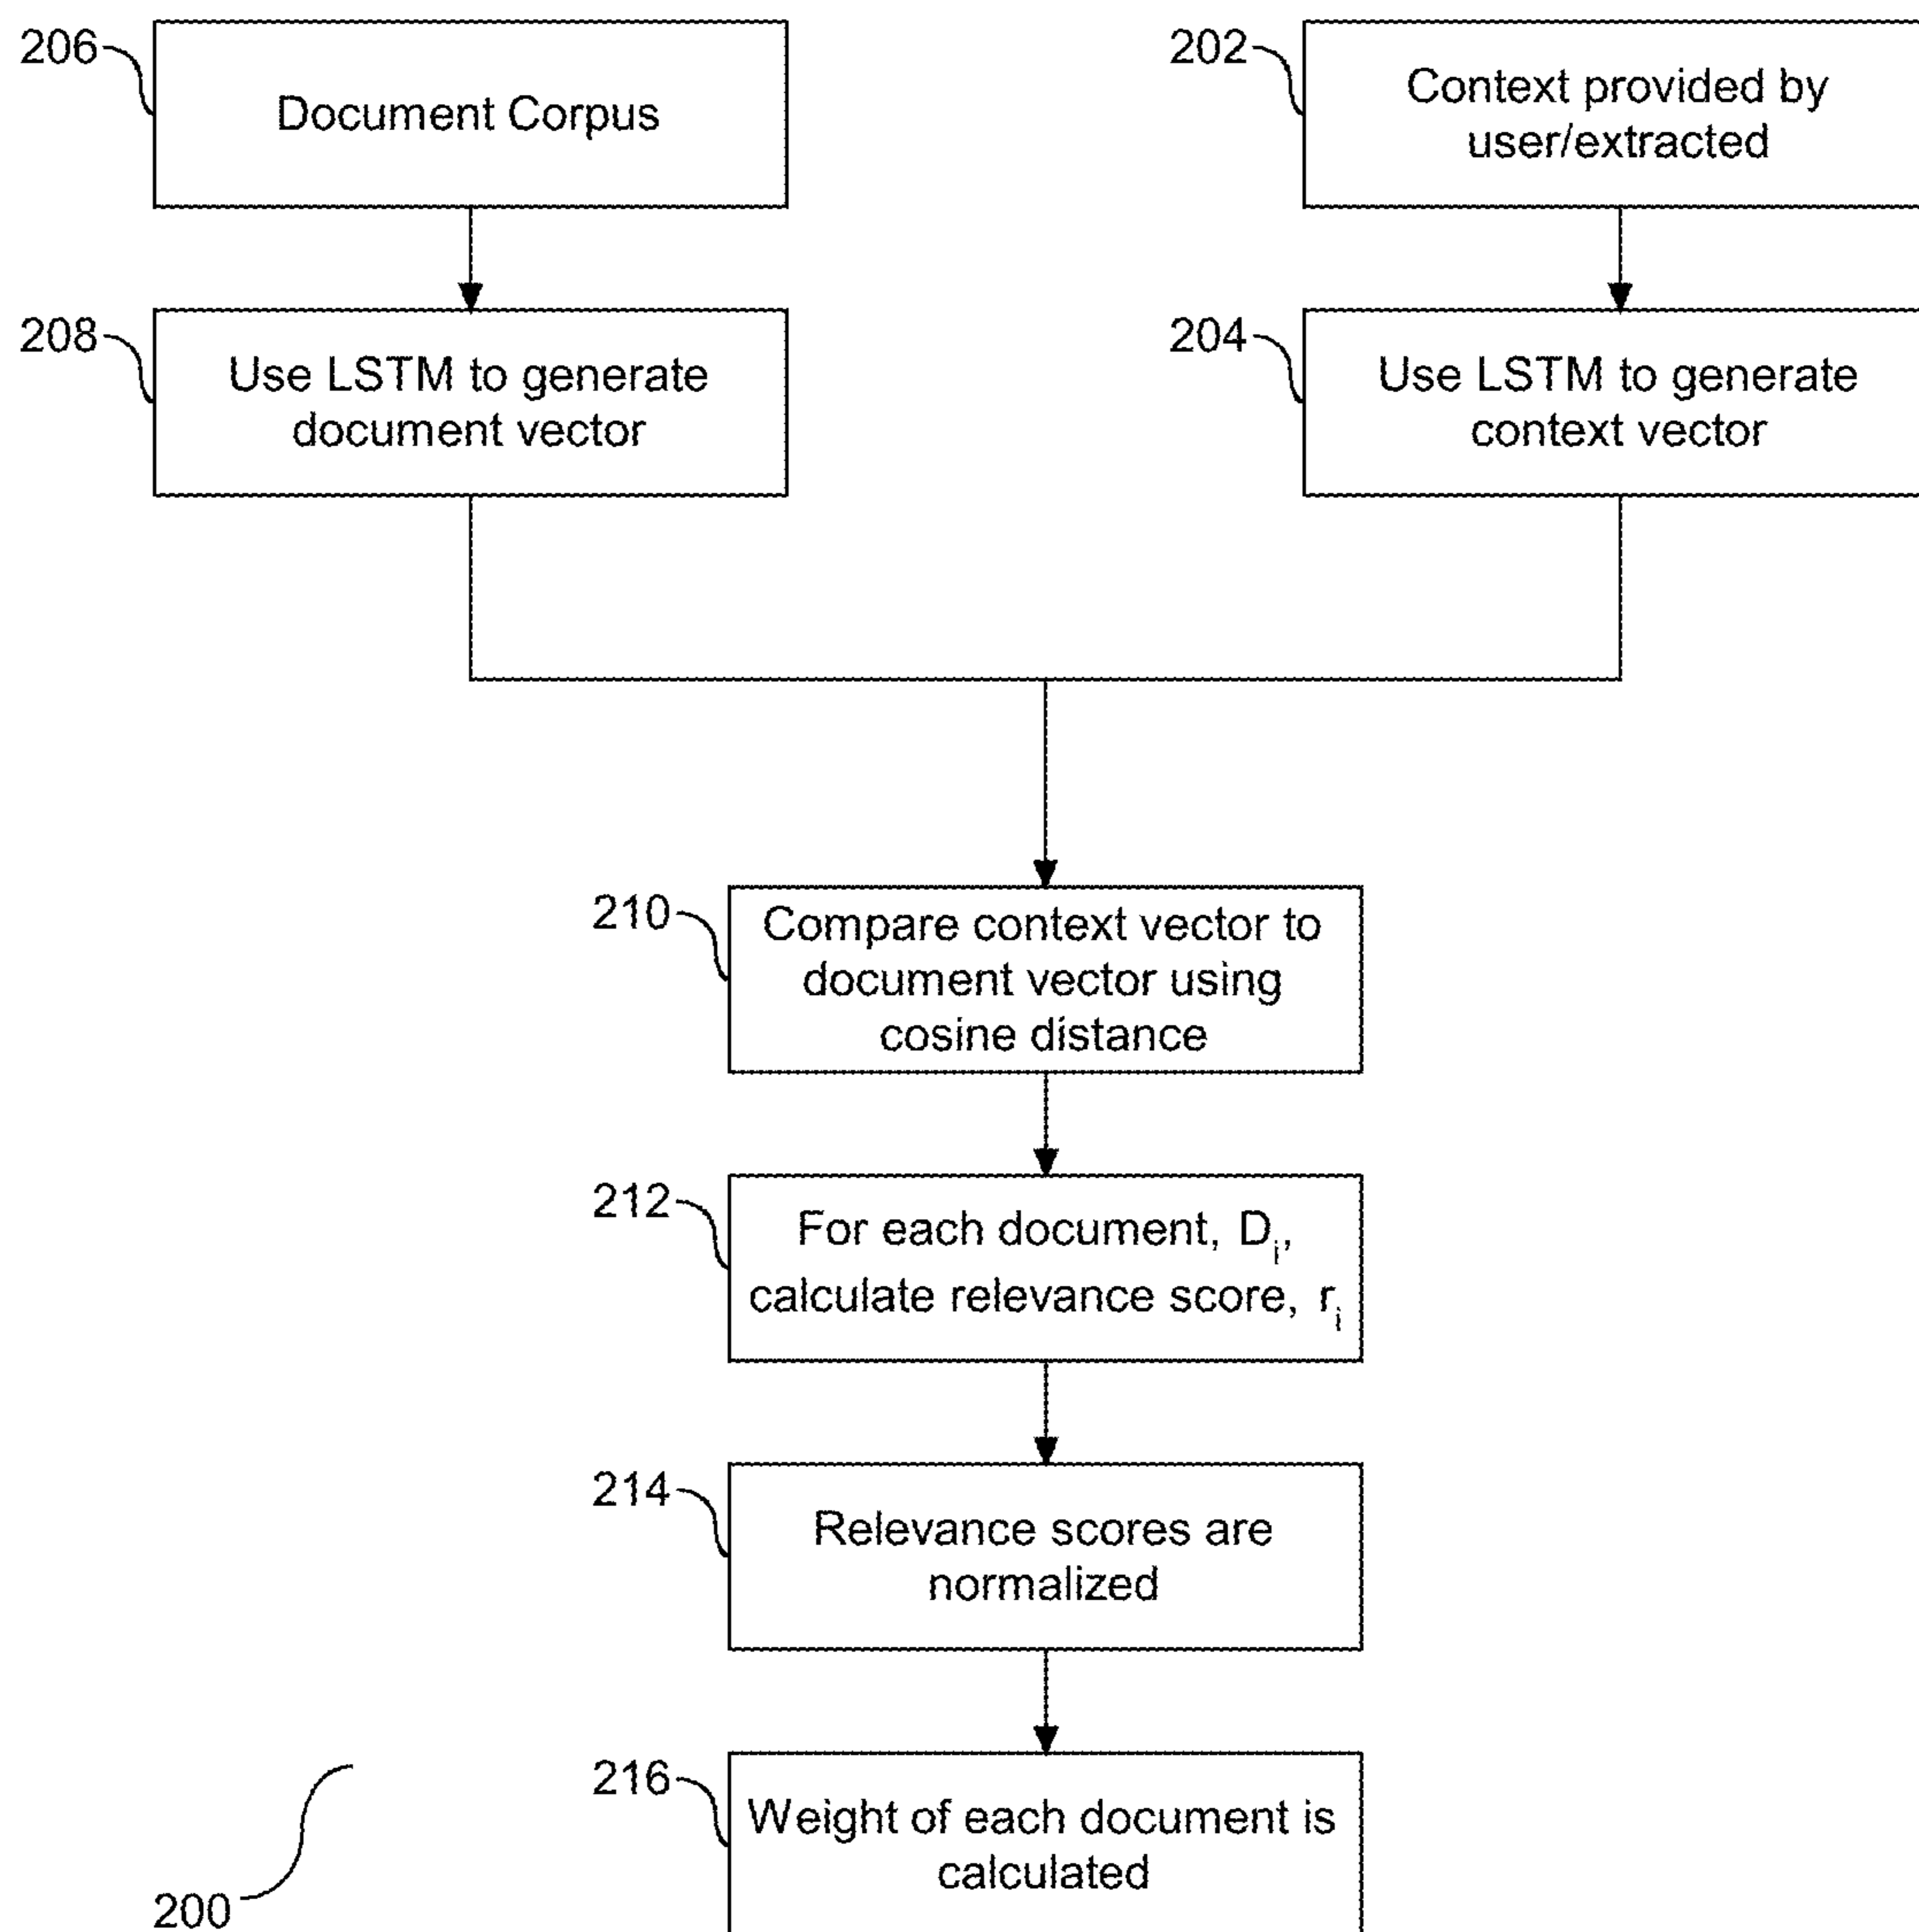 206
Document Corpus
202
Context provided by
user/extracted
208
Use LSTM to generate
document vector
204
Use LSTM to generate
context vector
210
Compare context vector to
document vector using
cosine distance
212
For each document, Di,
calculate relevance score, ri
214
Relevance scores are
normalized
216
Weight of each document is
calculated
200